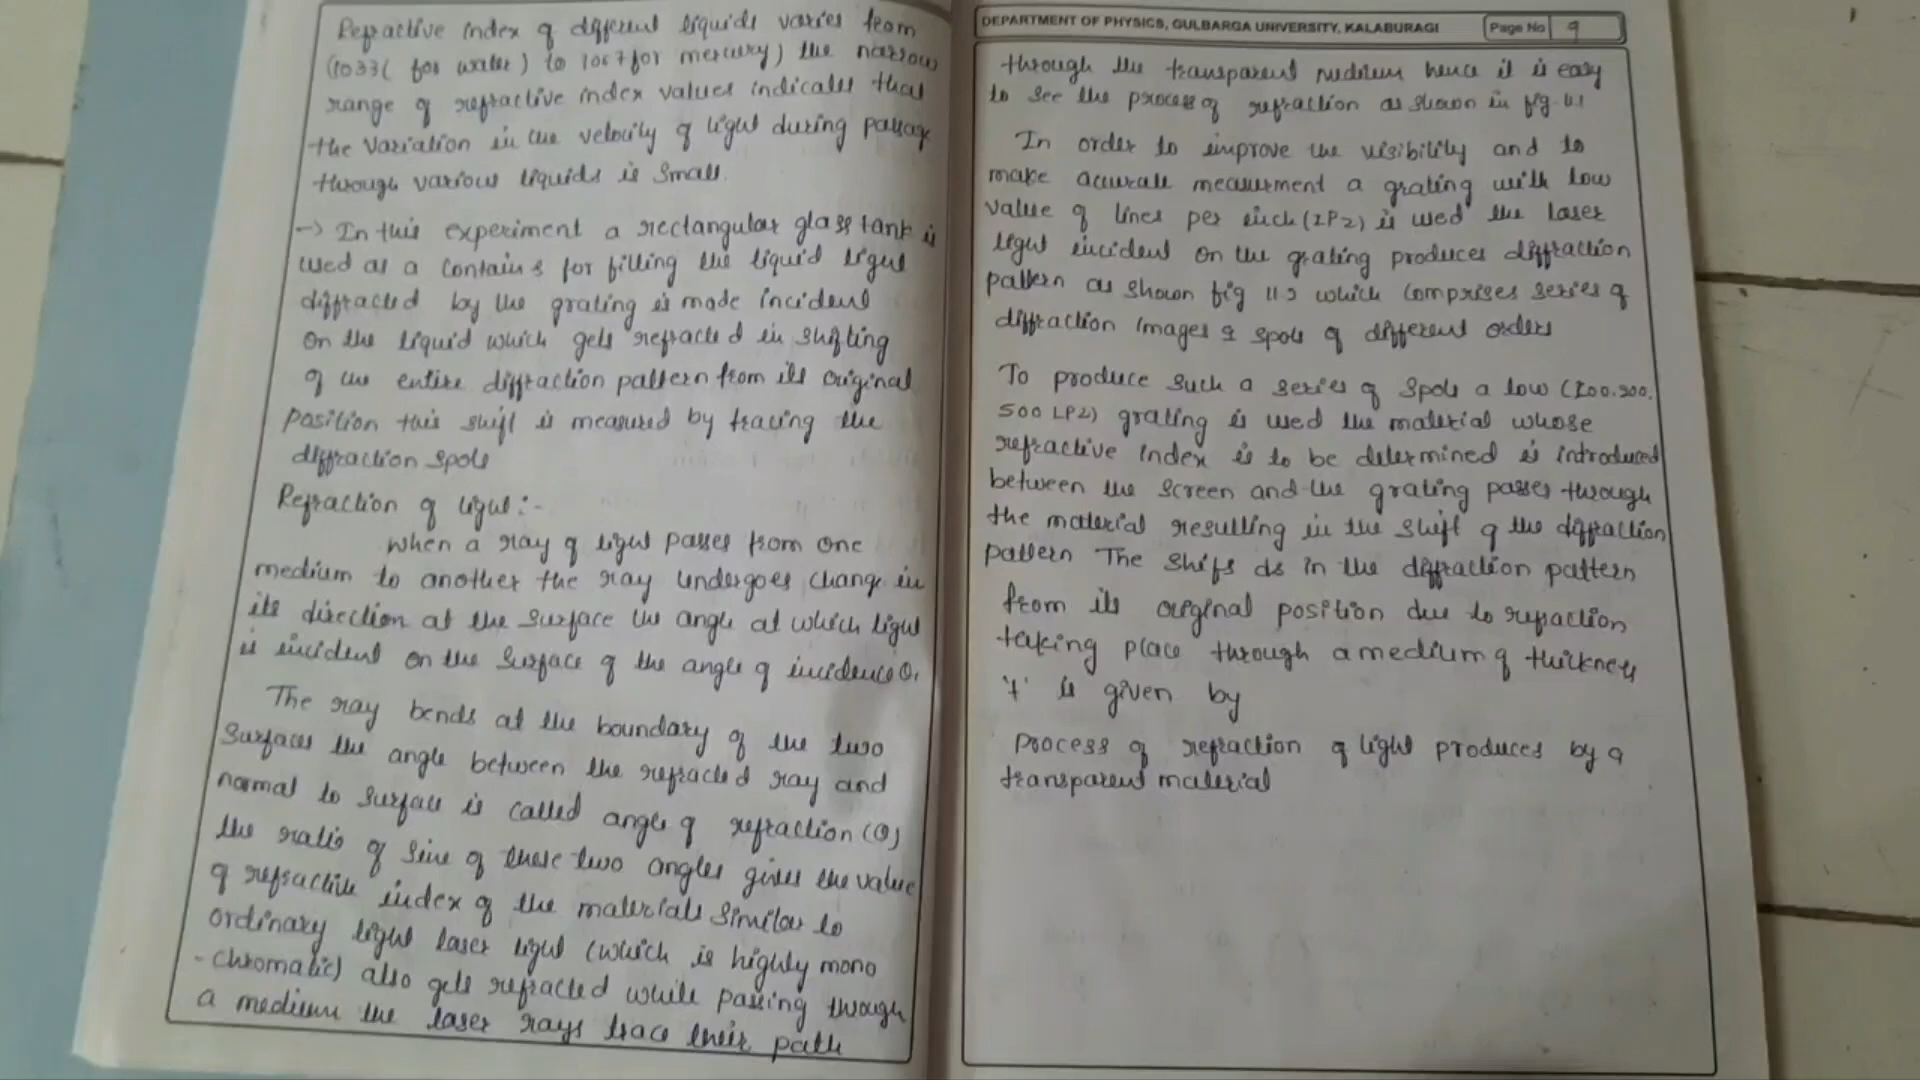 Refractive index of different liquids varies from
(1033( for water) to 1007 for mercury) the narrow
range of refractive index values indicates that
the variation in the velocity of light during passage
through various liquids is small.
-> In this experiment a rectangular glass tank is
used as a contains for filling the liquid light
diffracted by the grating is made incident
on the liquid which gets refracted in shifting
of the entire diffraction pattern from its original
position this shift is measured by tracing the
diffraction spots
Refraction of light:-
when a ray of light passes from one
medium to another the ray undergoes change in
its direction at the surface the angle at which light
is incident on the surface of the angle of incidence
The ray bends at the boundary of the two
surfaces the angle between the refracted ray and
normal to surface is called angle of refraction (θ)
the ratio of sine of these two angles gives the value
of refractive index of the materials similar to
ordinary light laser light (which is highly mono
-chromatic) also gets refracted while passing though
a medium the laser rays trace their path
DEPARTMENT OF PHYSICS, GULBARGA UNIVERSITY, KALABURAGI Page No 9
through the transparent medium hence it is easy
to see the process of refraction as shown in fig. 11.1
In order to improve the visibility and to
make accurate measurment a grating with low
value of lines per inch (LPI) is used the laser
light incident on the grating produces diffraction
pattern as shown fig which comprises series of
diffraction images & spots of different orders
To produce such a series of spots a low (100.300.
500 LPI) grating is used the material whose
refractive index is to be determined is introduced
between the screen and the grating passes through
the material resulting in the shift of the diffraction
pattern The shifs ds in the diffraction pattern
from its original position due to refraction
taking place through a medium of thickness
't' is given by
process of refraction of light produces by a
transparent material